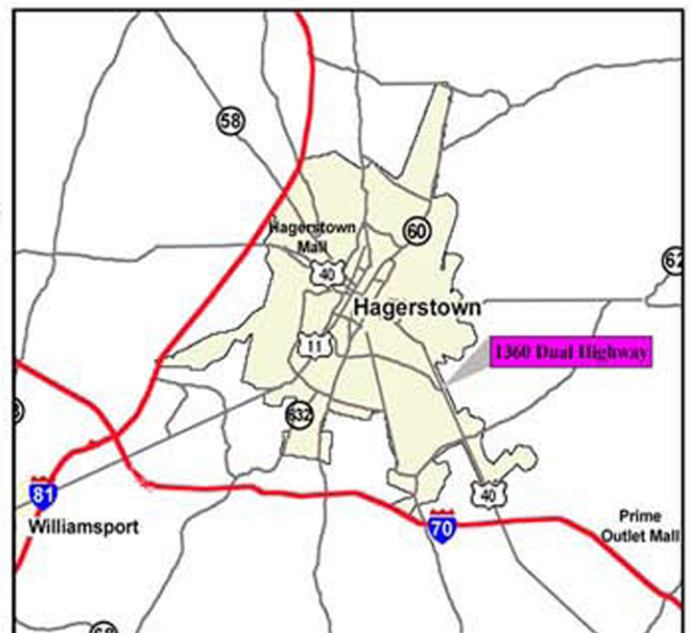 58
Hagerstown
Mall
60
40
62
Hagerstown
11
1360 Dual Highway
632
81
40
Williamsport
70
Prime
Outlet Mall